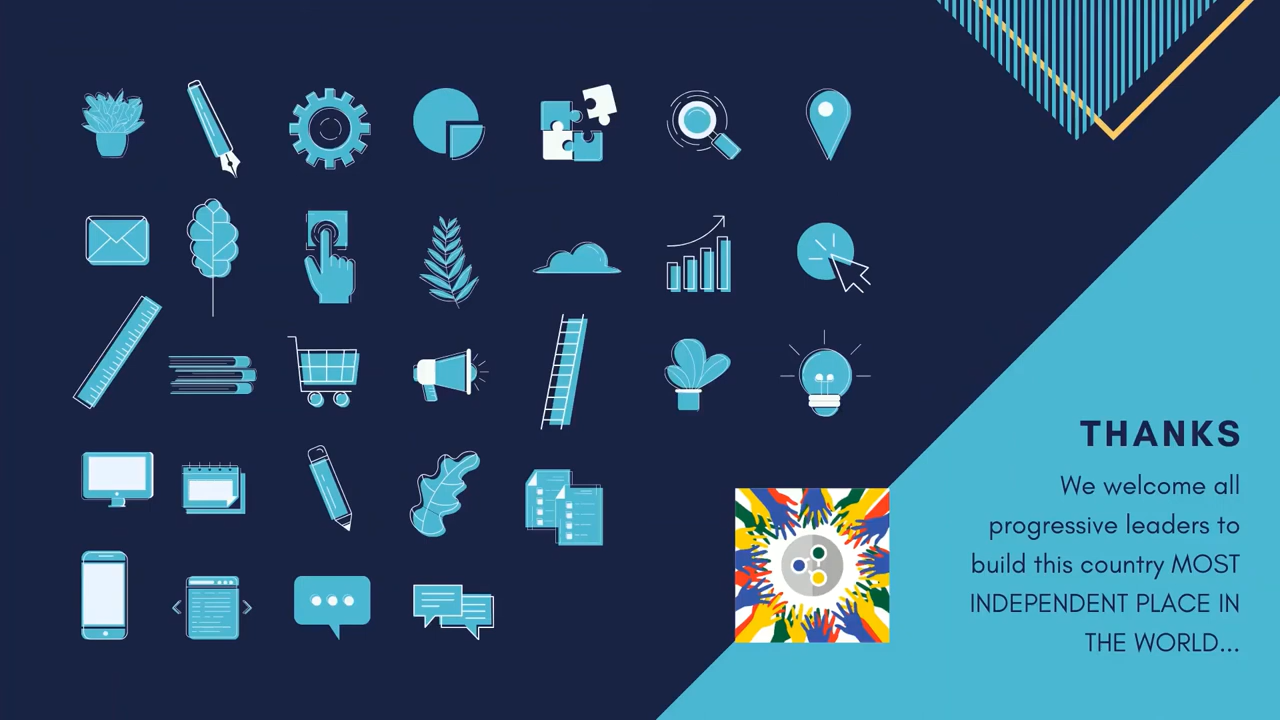 THANKS
We welcome all
progressive leaders to
build this country MOST
INDEPENDENT PLACE IN
THE WORLD...